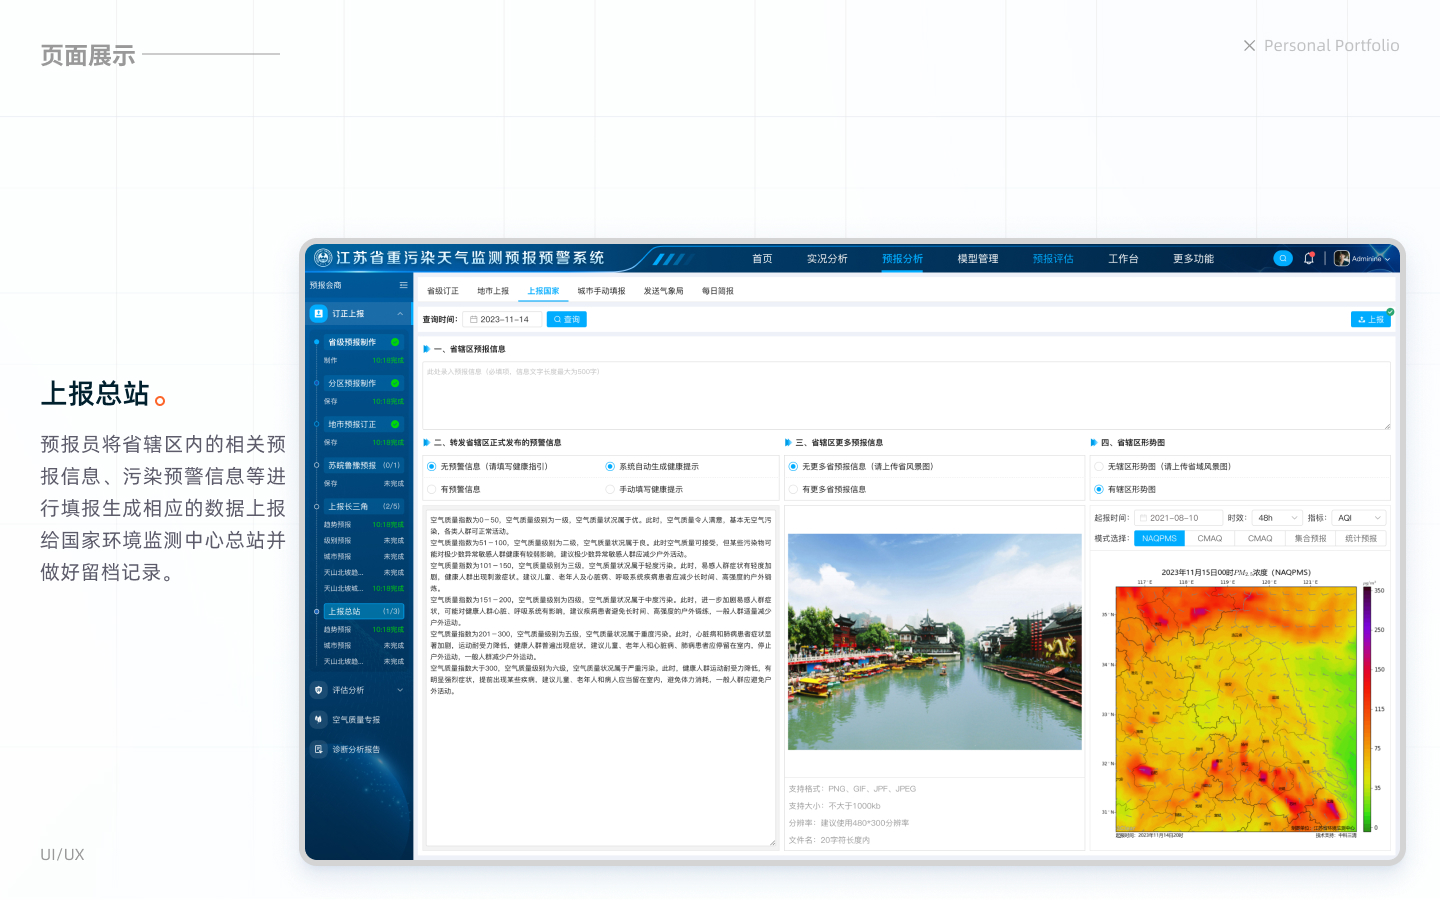 页面展示
Personal Portfolio
上报总站
预报员将省辖区内的相关预
报信息、污染预警信息等进
行填报生成相应的数据上报
给国家环境监测中心总站并
做好留档记录。
UI/UX
江苏省重污染天气监测预报预警系统
首页 实况分析 预报分析 模型管理 预报评估 工作台 更多功能
Adminine
预报会商
订正上报
省级预报制作
制作 10:18完成
分区预报制作
保存 10:18完成
地市预报订正
保存 10:18完成
苏皖鲁豫预报 (0/1)
保存 未完成
上报长三角 (2/5)
趋势预报 10:18完成
级别预报 未完成
城市预报 未完成
天山北坡趋... 未完成
天山北坡城... 10:18完成
上报总站 (1/3)
趋势预报 10:18完成
城市预报 未完成
天山北坡趋... 未完成
评估分析
空气质量专报
诊断分析报告
省级订正 地市上报 上报国家 城市手动填报 发送气象局 每日简报
查询时间： 2023-11-14 查询 上报
一、省辖区预报信息
此处录入预报信息（必填项，信息文字长度最大为500字）
二、转发省辖区正式发布的预警信息
无预警信息（请填写健康指引） 系统自动生成健康提示
有预警信息 手动填写健康提示
空气质量指数为0-50，空气质量级别为一级，空气质量状况属于优。此时，空气质量令人满意，基本无空气污
染，各类人群可正常活动。
空气质量指数为51-100，空气质量级别为二级，空气质量状况属于良。此时空气质量可接受，但某些污染物可
能对极少数异常敏感人群健康有较弱影响，建议极少数异常敏感人群应减少户外活动。
空气质量指数为101-150，空气质量级别为三级，空气质量状况属于轻度污染。此时，易感人群症状有轻度加
剧，健康人群出现刺激症状。建议儿童、老年人及心脏病、呼吸系统疾病患者应减少长时间、高强度的户外锻
炼。
空气质量指数为151-200，空气质量级别为四级，空气质量状况属于中度污染。此时，进一步加剧易感人群症
状，可能对健康人群心脏、呼吸系统有影响，建议疾病患者避免长时间、高强度的户外锻练，一般人群适量减少
户外运动。
空气质量指数为201-300，空气质量级别为五级，空气质量状况属于重度污染。此时，心脏病和肺病患者症状显
著加剧，运动耐受力降低，健康人群普遍出现症状，建议儿童、老年人和心脏病、肺病患者应停留在室内，停止
户外运动，一般人群减少户外运动。
空气质量指数大于300，空气质量级别为六级，空气质量状况属于严重污染。此时，健康人群运动耐受力降低，有
明显强烈症状，提前出现某些疾病，建议儿童、老年人和病人应当留在室内，避免体力消耗，一般人群应避免户
外活动。
三、省辖区更多预报信息
无更多省预报信息（请上传省风景图）
有更多省预报信息
支持格式：PNG、GIF、JPF、JPEG
支持大小：不大于1000kb
分辨率：建议使用480*300分辨率
文件名：20字符长度内
四、省辖区形势图
无辖区形势图（请上传省域风景图）
有辖区形势图
起报时间： 2021-08-10 时效： 48h 指标： AQI
模式选择： NAQPMS CMAQ CMAQ 集合预报 统计预报
2023年11月15日00时PM2.5浓度（NAQPMS）
117°E 118°E 119°E 120°E 121°E
35°N
34°N
33°N
32°N
31°N
350
250
150
115
75
35
0
起报时间：2023年11月14日20时
技术支持：中科三清